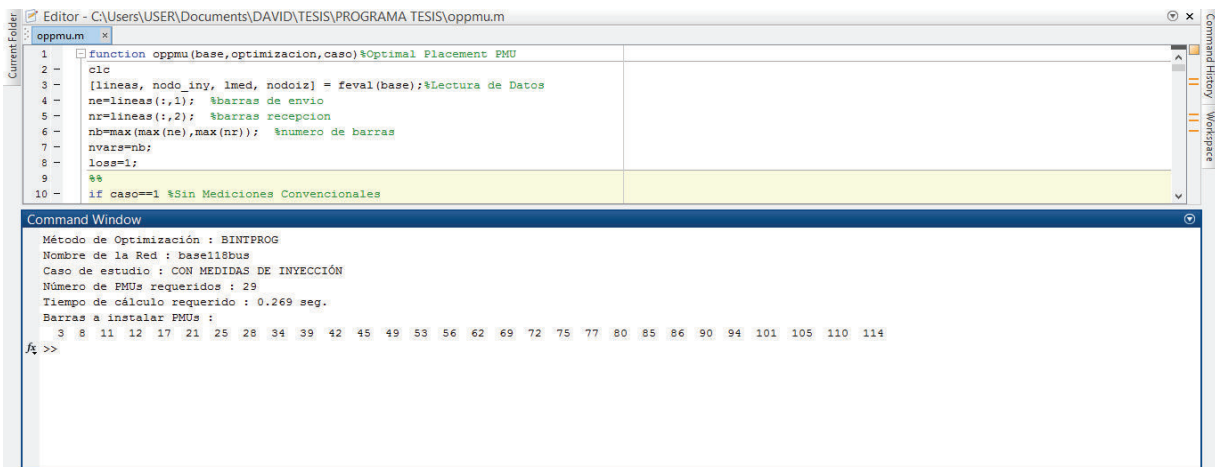 Editor - C:\Users\USER\Documents\DAVID\TESIS\PROGRAMA TESIS\oppmu.m
Current Folder
oppmu.m ×
1 function oppmu(base,optimizacion,caso)%Optimal Placement PMU
2 - clc
3 - [lineas, nodo_iny, lmed, nodoiz] = feval(base);%Lectura de Datos
4 - ne=lineas(:,1); %barras de envio
5 - nr=lineas(:,2); %barras recepcion
6 - nb=max(max(ne),max(nr)); %numero de barras
7 - nvars=nb;
8 - loss=1;
9 %%
10 - if caso==1 %Sin Mediciones Convencionales
Command History
Workspace
Command Window
Método de Optimización : BINTPROG
Nombre de la Red : base118bus
Caso de estudio : CON MEDIDAS DE INYECCIÓN
Número de PMUs requeridos : 29
Tiempo de cálculo requerido : 0.269 seg.
Barras a instalar PMUs :
3 8 11 12 17 21 25 28 34 39 42 45 49 53 56 62 69 72 75 77 80 85 86 90 94 101 105 110 114
fx >>